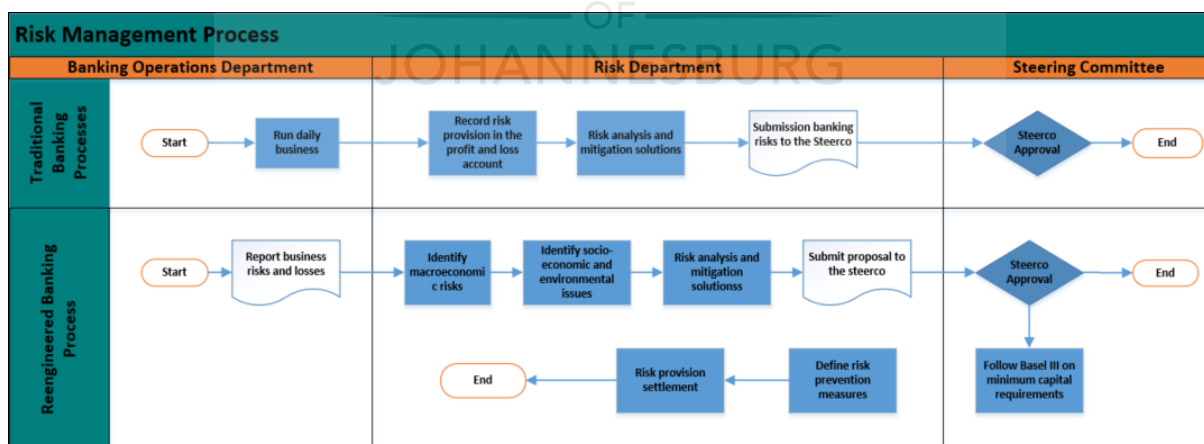 OF
JOHANNESBURG
Risk Management Process
Banking Operations Department
Risk Department
Steering Committee
Traditional
Banking
Processes
Start
Run daily
business
Record risk
provision in the
profit and loss
account
Risk analysis and
mitigation solutions
Submission banking
risks to the Steerco
Steerco
Approval
End
Reengineered Banking
Process
Start
Report business
risks and losses
Identify
macroeconomi
c risks
Identify socio-
economic and
environmental
issues
Risk analysis and
mitigation
solutionss
Submit proposal to
the steerco
Steerco
Approval
End
End
Risk provision
settlement
Define risk
prevention
measures
Follow Basel III on
minimum capital
requirements